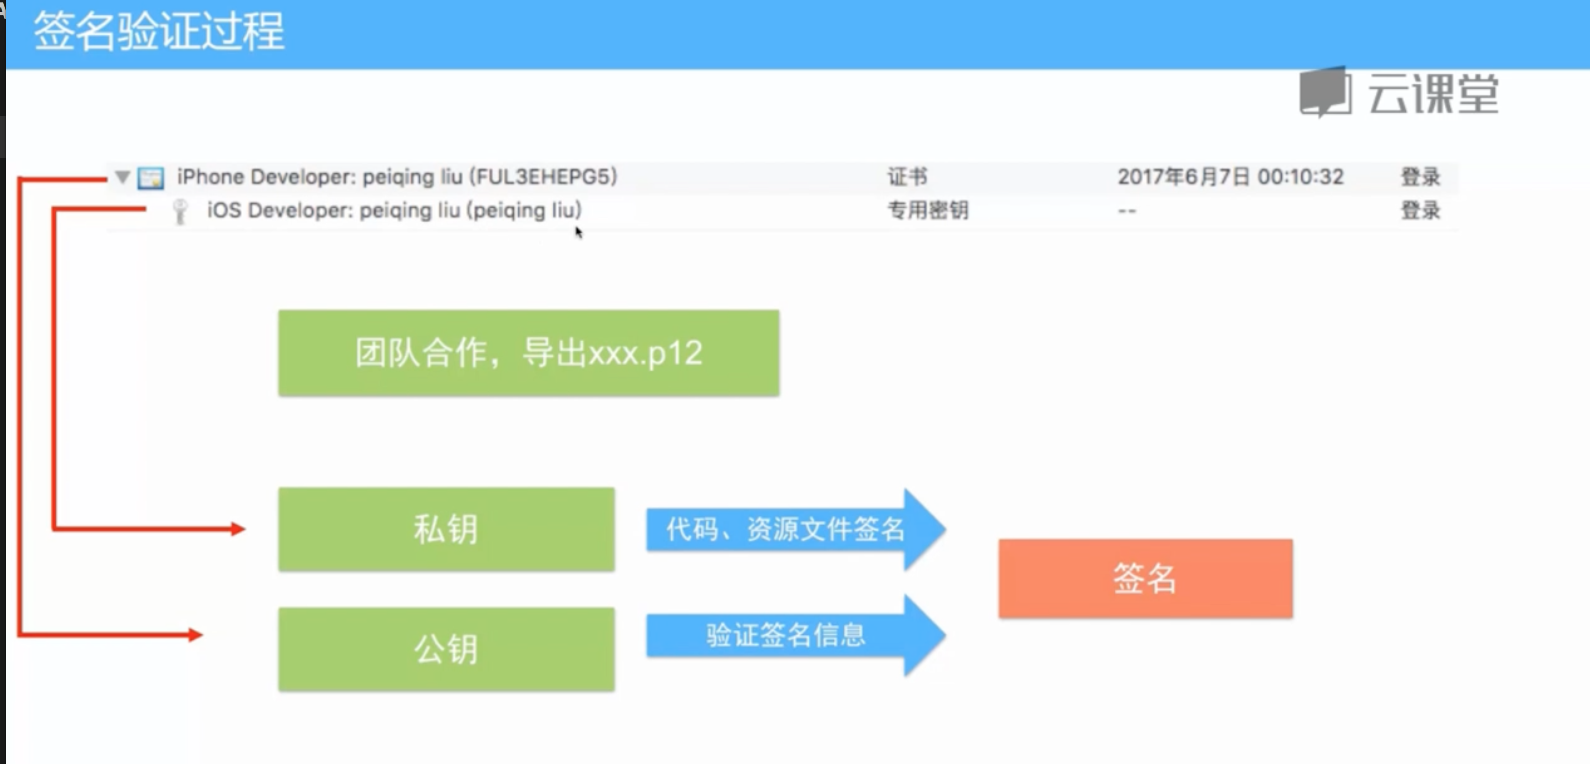 签名验证过程
云课堂
iPhone Developer: peiqing liu (FUL3EHEPG5) 证书 2017年6月7日 00:10:32 登录
iOS Developer: peiqing liu (peiqing liu) 专用密钥 -- 登录
团队合作，导出xxx.p12
私钥
代码、资源文件签名
签名
公钥
验证签名信息